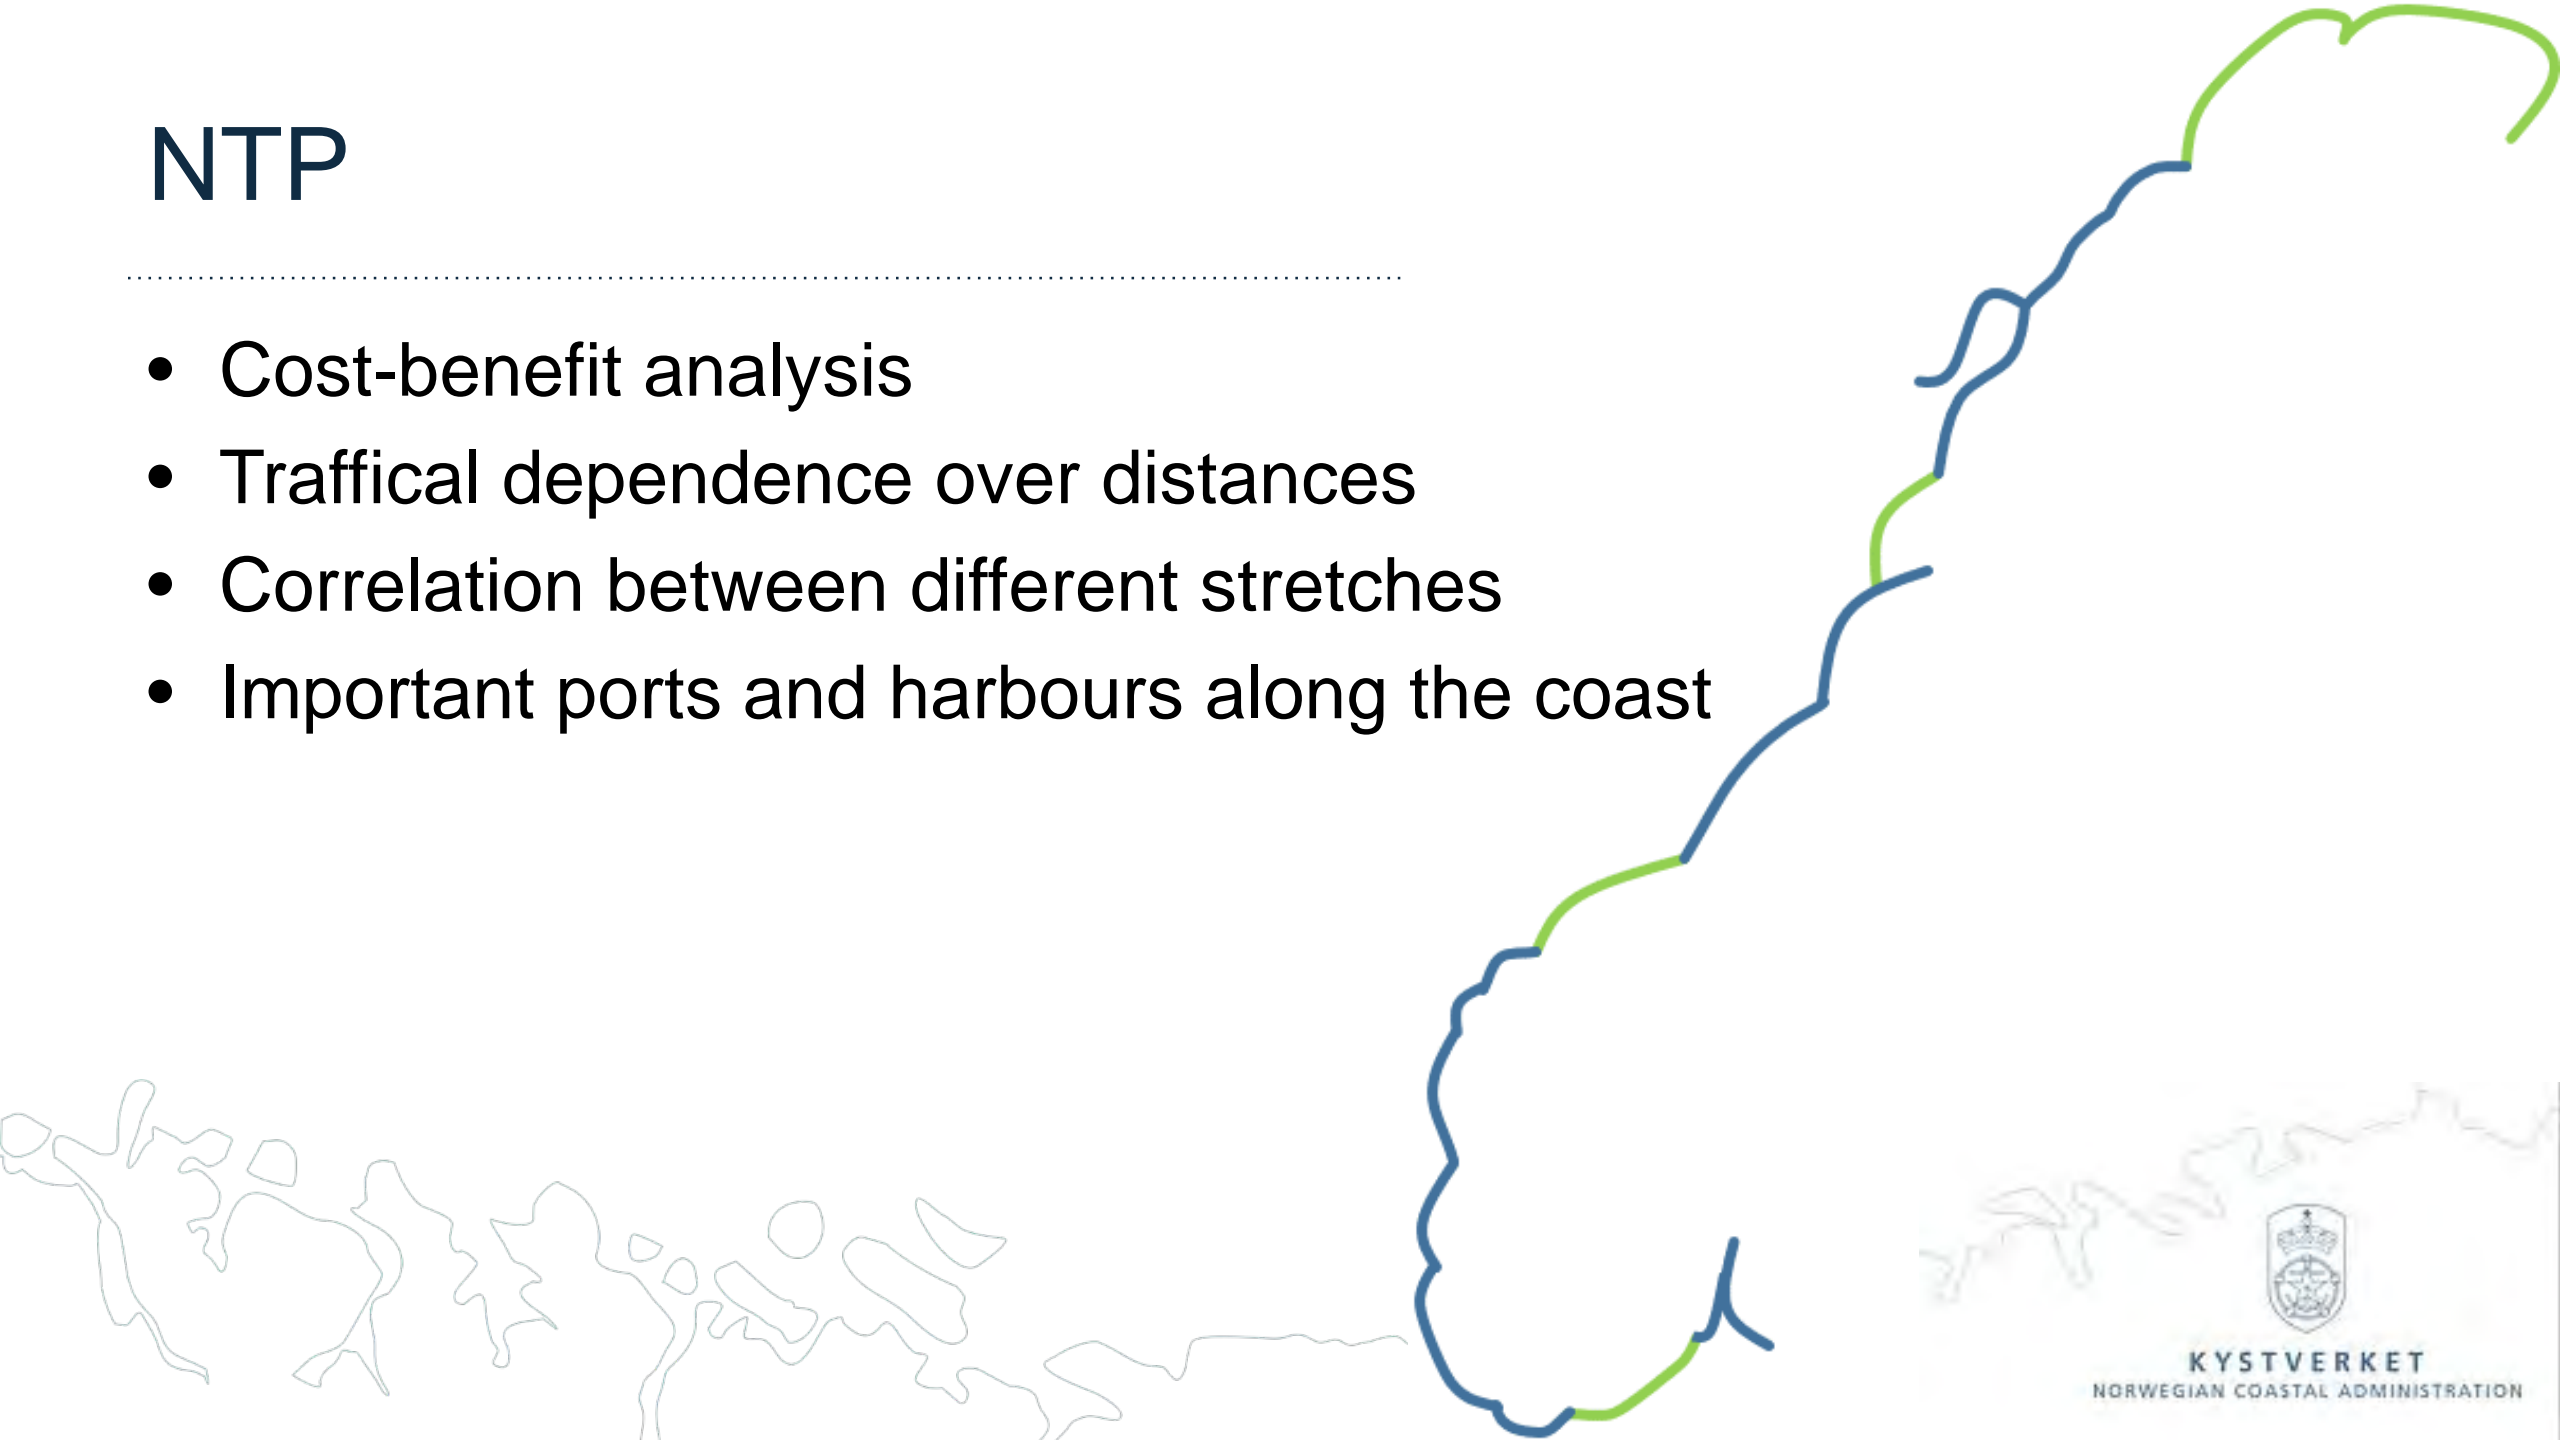 NTP
• Cost-benefit analysis
• Traffical dependence over distances
• Correlation between different stretches
• Important ports and harbours along the coast
KYSTVERKET
NORWEGIAN COASTAL ADMINISTRATION